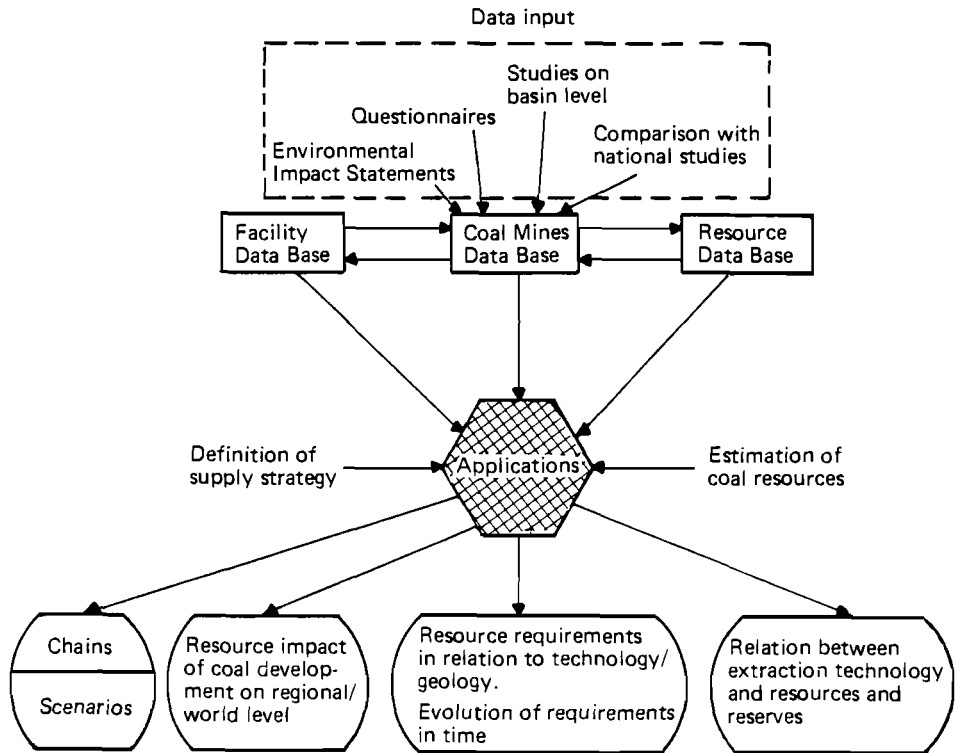 Data input
Studies on
basin level
Questionnaires
Comparison with
national studies
Environmental
Impact Statements
Facility
Data Base
Coal Mines
Data Base
Resource
Data Base
Definition of
supply strategy
Applications
Estimation of
coal resources
Chains
Scenarios
Resource impact
of coal develop-
ment on regional/
world level
Resource requirements
in relation to technology/
geology.
Evolution of requirements
in time
Relation between
extraction technology
and resources and
reserves